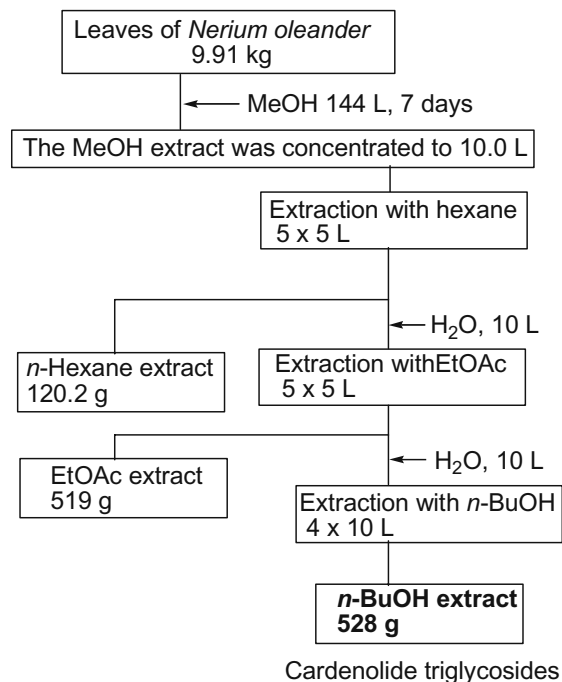 Leaves of Nerium oleander
9.91 kg
MeOH 144 L, 7 days
The MeOH extract was concentrated to 10.0 L
Extraction with hexane
5 x 5 L
H₂O, 10 L
n-Hexane extract
120.2 g
Extraction withEtOAc
5 x 5 L
EtOAc extract
519 g
H₂O, 10 L
Extraction with n-BuOH
4 x 10 L
n-BuOH extract
528 g
Cardenolide triglycosides